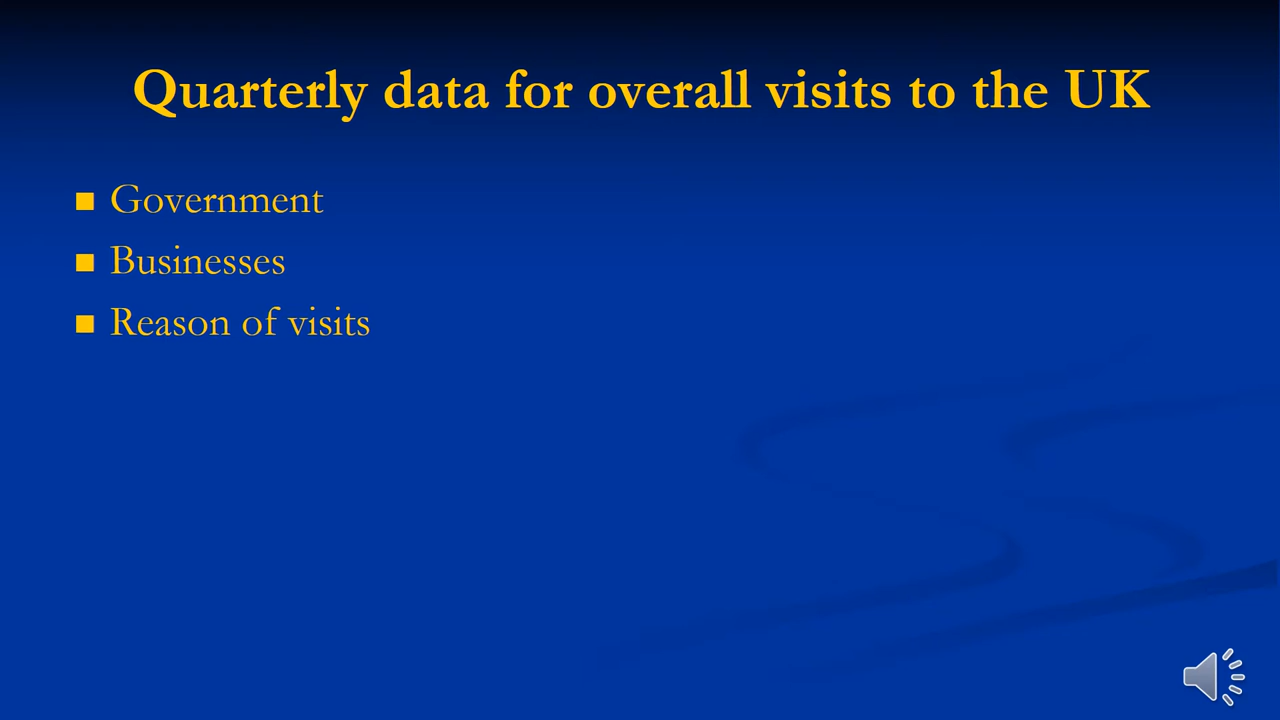 Quarterly data for overall visits to the UK
Government
Businesses
Reason of visits